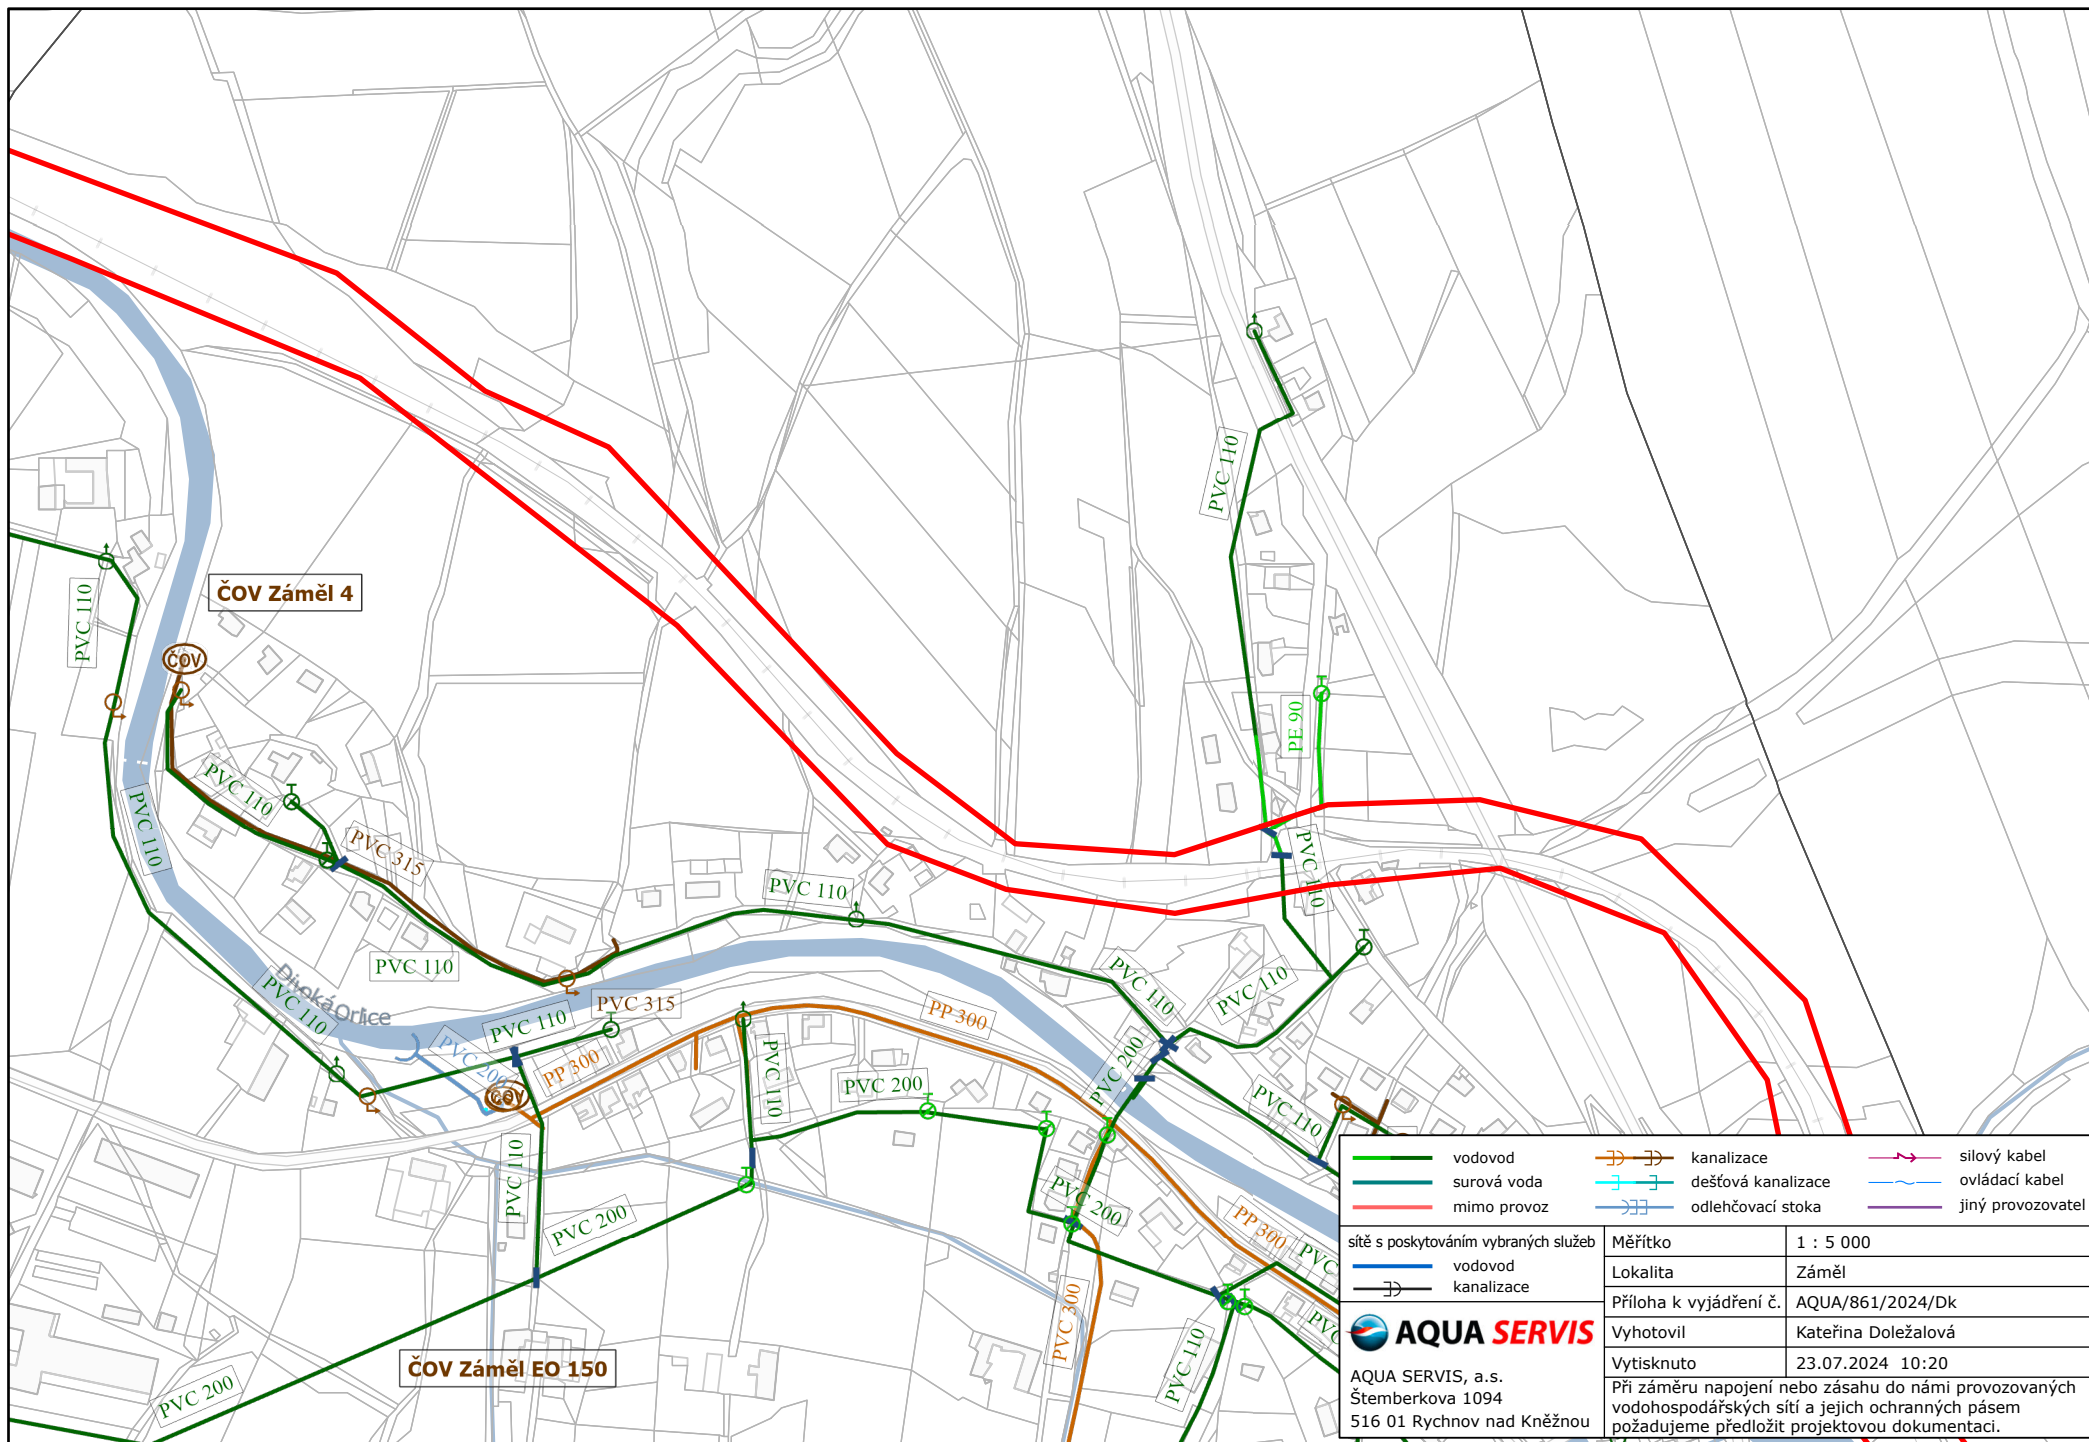 PVC 110
PE 90
ČOV Záměl 4
PVC 110
ČOV
PVC 110
PVC 110
PVC 315
PVC 110
PVC 110
PVC 110
PVC 110
PVC 110
PVC 110
Divoká Orlice
PVC 110
PVC 315
PP 300
PVC 200
PP 300
PVC 110
PVC 200
PVC 200
ČOV
PVC 110
PVC 110
PVC 200
PVC 200
PP 300
PVC
PVC 300
PVC
PVC 110
ČOV Záměl EO 150
PVC 200
vodovod
surová voda
mimo provoz
kanalizace
dešťová kanalizace
odlehčovací stoka
silový kabel
ovládací kabel
jiný provozovatel
sítě s poskytováním vybraných služeb
vodovod
kanalizace
Měřítko 1 : 5 000
Lokalita Záměl
Příloha k vyjádření č. AQUA/861/2024/Dk
Vyhotovil Kateřina Doležalová
Vytisknuto 23.07.2024 10:20
AQUA SERVIS
AQUA SERVIS, a.s.
Štemberkova 1094
516 01 Rychnov nad Kněžnou
Při záměru napojení nebo zásahu do námi provozovaných
vodohospodářských sítí a jejich ochranných pásem
požadujeme předložit projektovou dokumentaci.